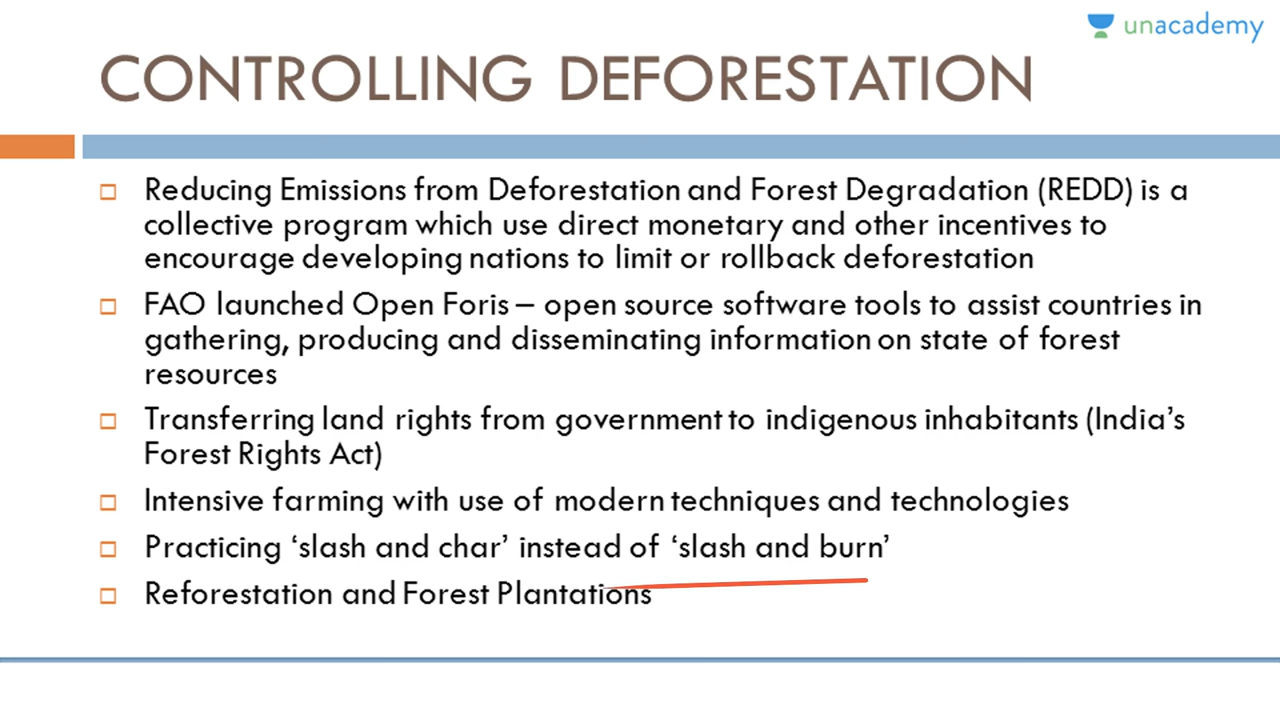 unacademy
CONTROLLING DEFORESTATION
Reducing Emissions from Deforestation and Forest Degradation (REDD) is a
collective program which use direct monetary and other incentives to
encourage developing nations to limit or rollback deforestation
FAO launched Open Foris – open source software tools to assist countries in
gathering, producing and disseminating information on state of forest
resources
Transferring land rights from government to indigenous inhabitants (India’s
Forest Rights Act)
Intensive farming with use of modern techniques and technologies
Practicing ‘slash and char’ instead of ‘slash and burn’
Reforestation and Forest Plantations